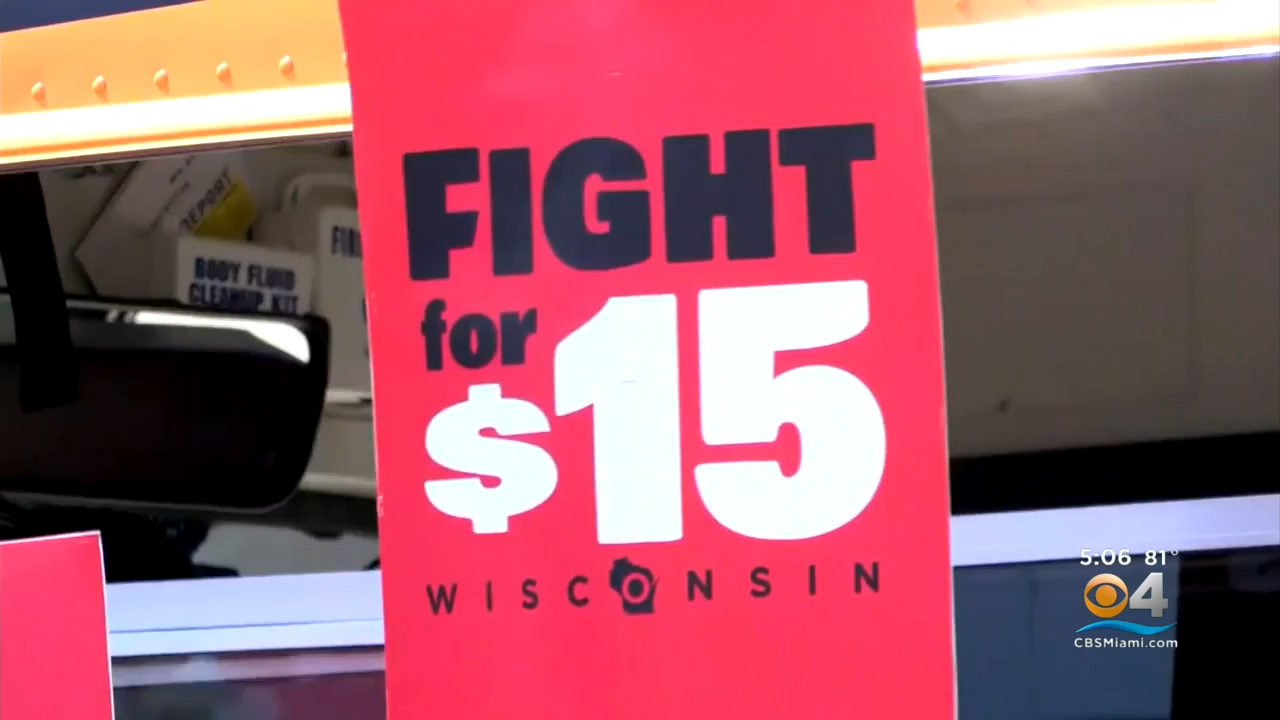 REPORT
BODY FLUID
CLEANUP KIT
FIGHT
for
$15
WISCONSIN
5:06 81°
4
CBSMiami.com